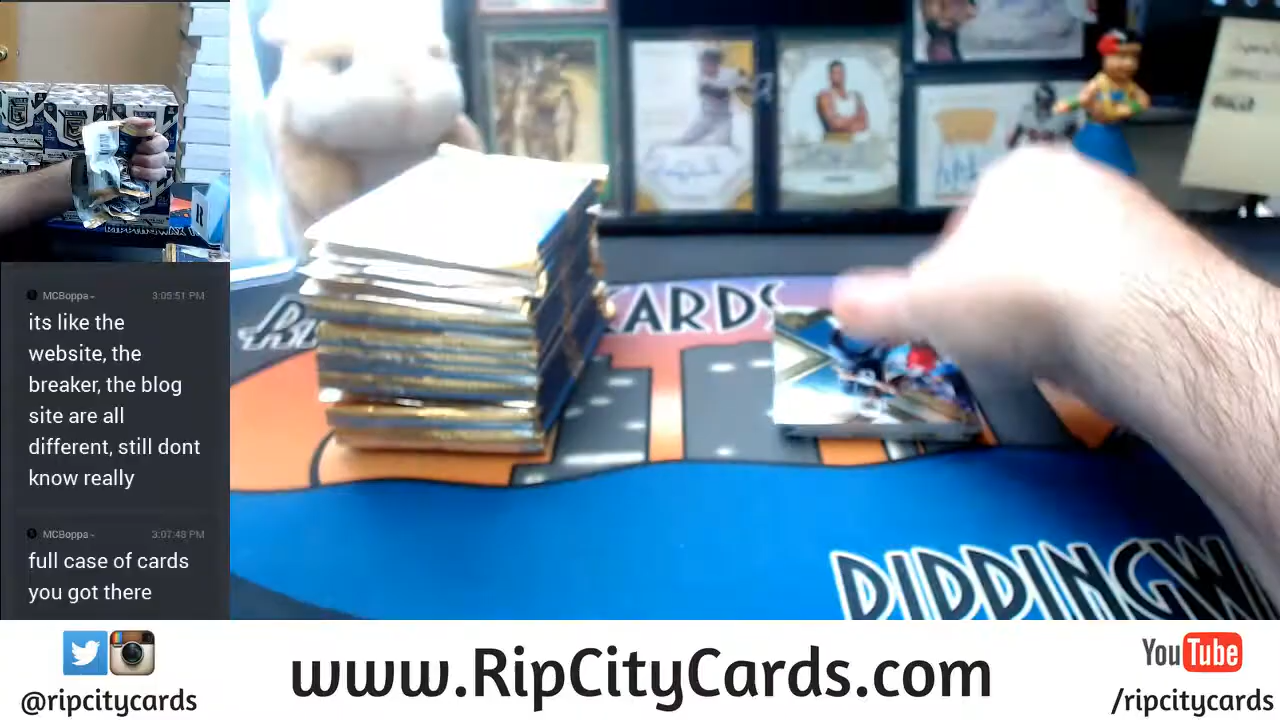 MCBoppa~ 3:05:51 PM
its like the
website, the
breaker, the blog
site are all
different, still dont
know really
MCBoppa~ 3:07:48 PM
full case of cards
you got there
CARDS
www.RipCityCards.com
@ripcitycards
YouTube
/ripcitycards